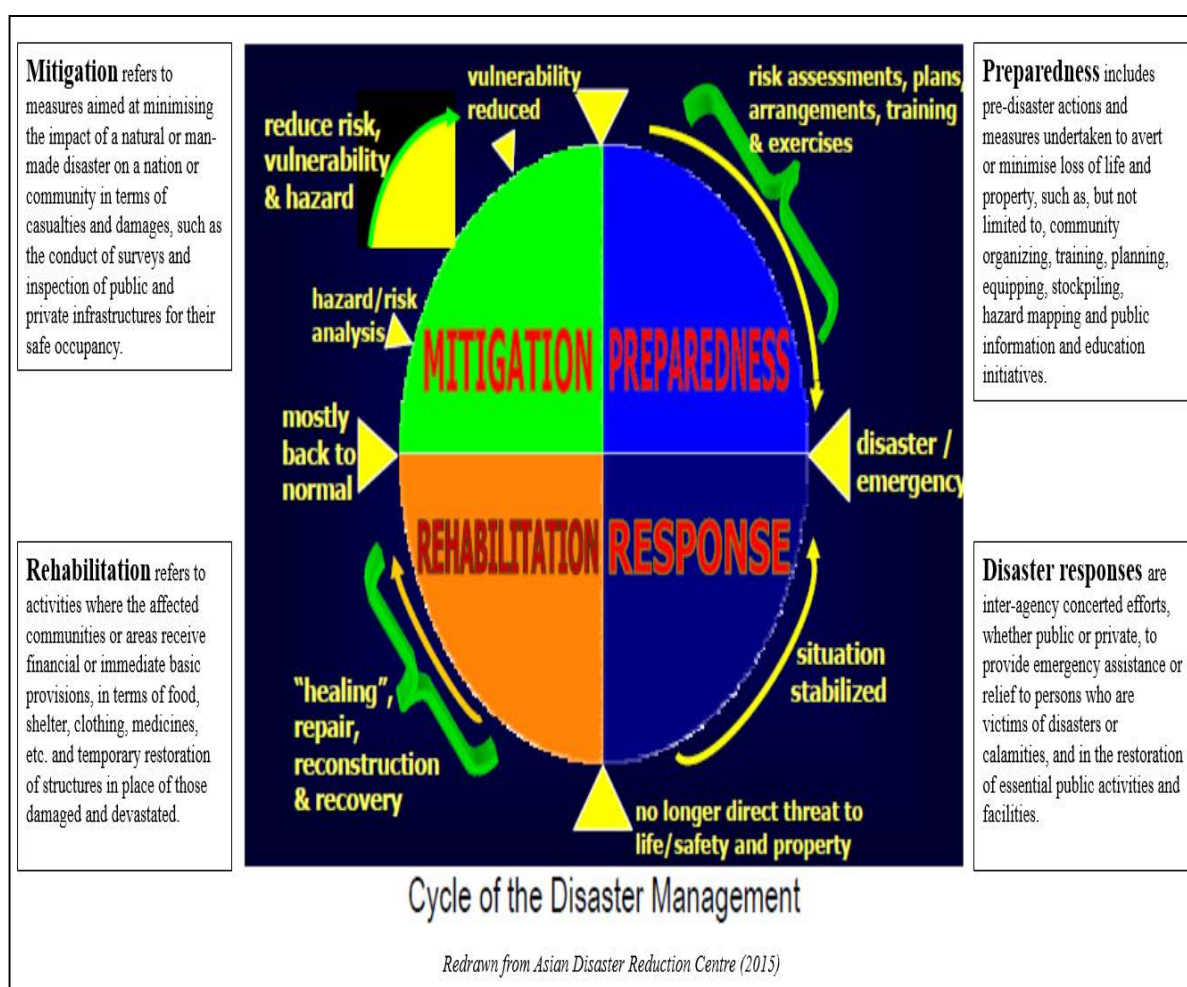 Mitigation refers to
measures aimed at minimising
the impact of a natural or man-
made disaster on a nation or
community in terms of
casualties and damages, such as
the conduct of surveys and
inspection of public and
private infrastructures for their
safe occupancy.
vulnerability
reduced
reduce risk,
vulnerability
& hazard
risk assessments, plans,
arrangements, training
& exercises
Preparedness includes
pre-disaster actions and
measures undertaken to avert
or minimise loss of life and
property, such as, but not
limited to, community
organizing, training, planning,
equipping, stockpiling,
hazard mapping and public
information and education
initiatives.
hazard/risk
analysis
MITIGATION
PREPAREDNESS
mostly
back to
normal
disaster /
emergency
REHABILITATION
RESPONSE
Rehabilitation refers to
activities where the affected
communities or areas receive
financial or immediate basic
provisions, in terms of food,
shelter, clothing, medicines,
etc. and temporary restoration
of structures in place of those
damaged and devastated.
"healing",
repair,
reconstruction
& recovery
situation
stabilized
no longer direct threat to
life/safety and property
Disaster responses are
inter-agency concerted efforts,
whether public or private, to
provide emergency assistance or
relief to persons who are
victims of disasters or
calamities, and in the restoration
of essential public activities and
facilities.
Cycle of the Disaster Management
Redrawn from Asian Disaster Reduction Centre (2015)